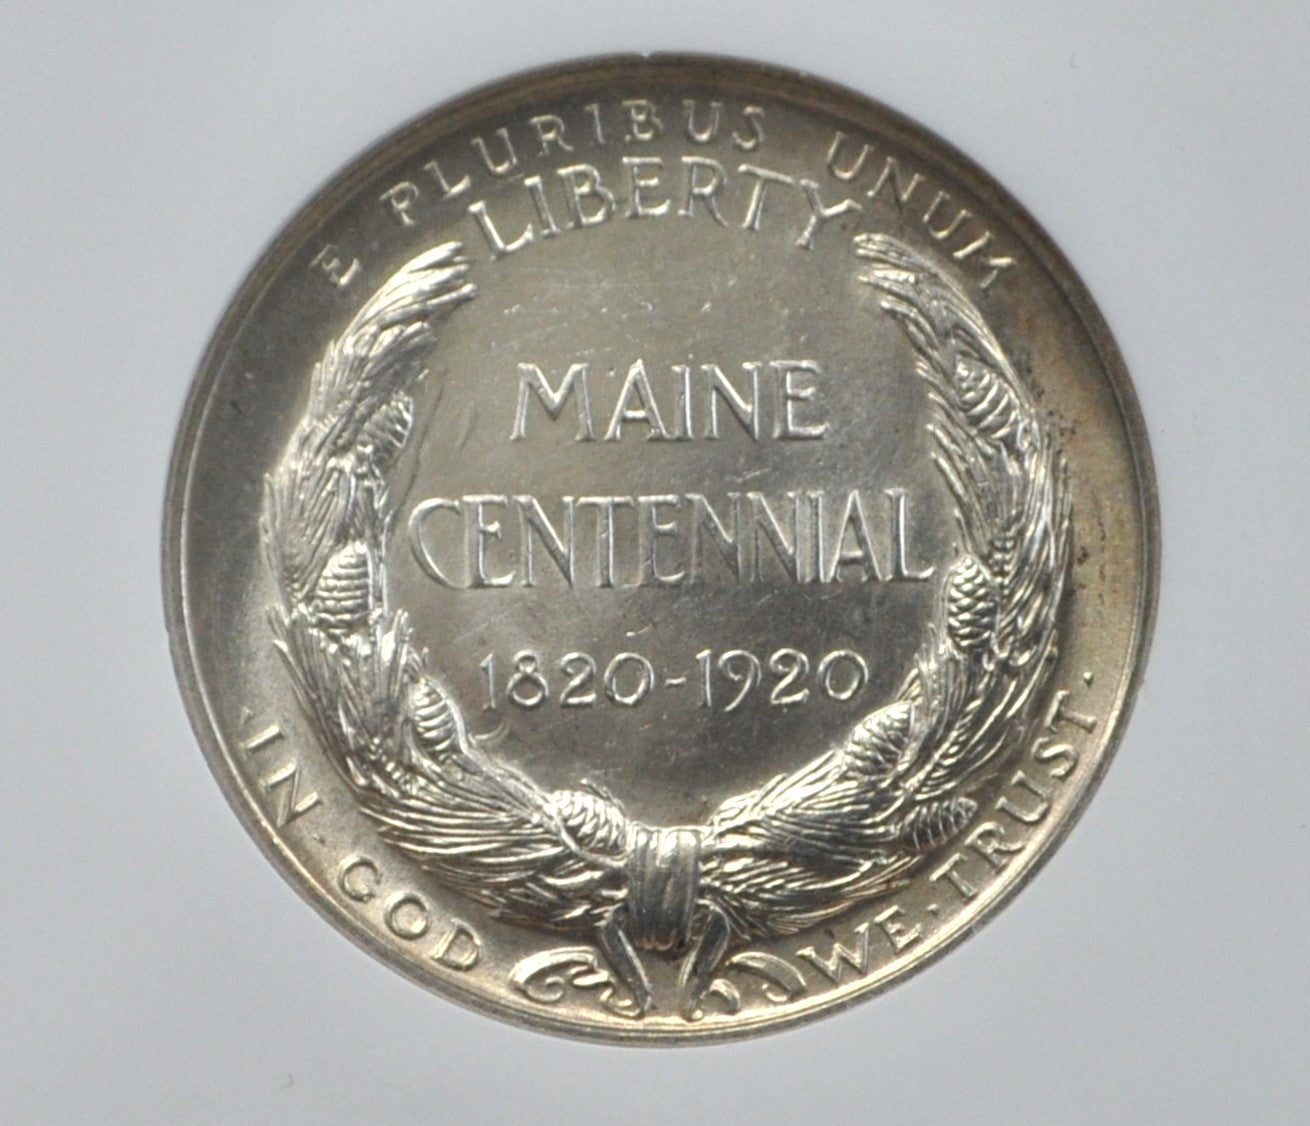 E PLURIBUS UNUM
LIBERTY
MAINE
CENTENNIAL
1820-1920
·IN GOD WE·TRUST·